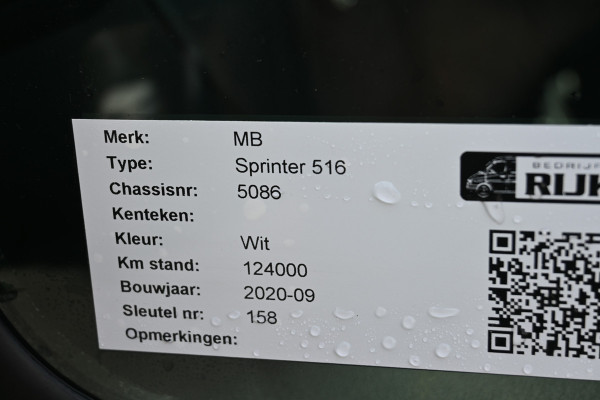 Merk: MB
Type: Sprinter 516
Chassisnr: 5086
Kenteken:
Kleur: Wit
Km stand: 124000
Bouwjaar: 2020-09
Sleutel nr: 158
Opmerkingen:
BEDRIJF
RIJK